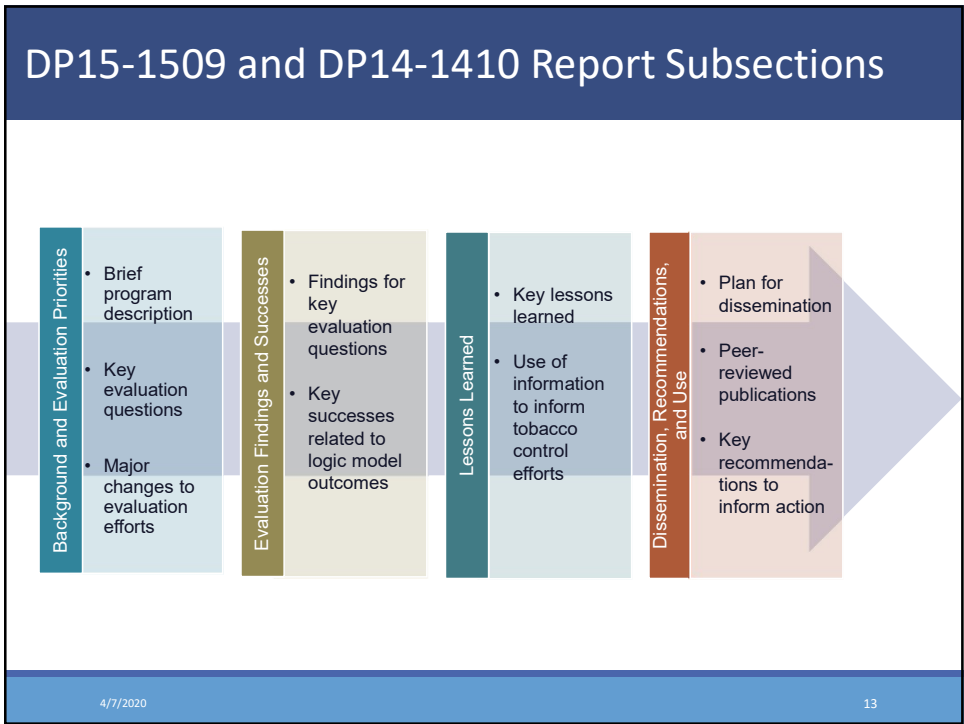 DP15-1509 and DP14-1410 Report Subsections
Background and Evaluation Priorities
• Brief
program
description
• Key
evaluation
questions
• Major
changes to
evaluation
efforts
Evaluation Findings and Successes
• Findings for
key
evaluation
questions
• Key
successes
related to
logic model
outcomes
Lessons Learned
• Key lessons
learned
• Use of
information
to inform
tobacco
control
efforts
Dissemination, Recommendations,
and Use
• Plan for
dissemination
• Peer-
reviewed
publications
• Key
recommenda-
tions to
inform action
4/7/2020
13